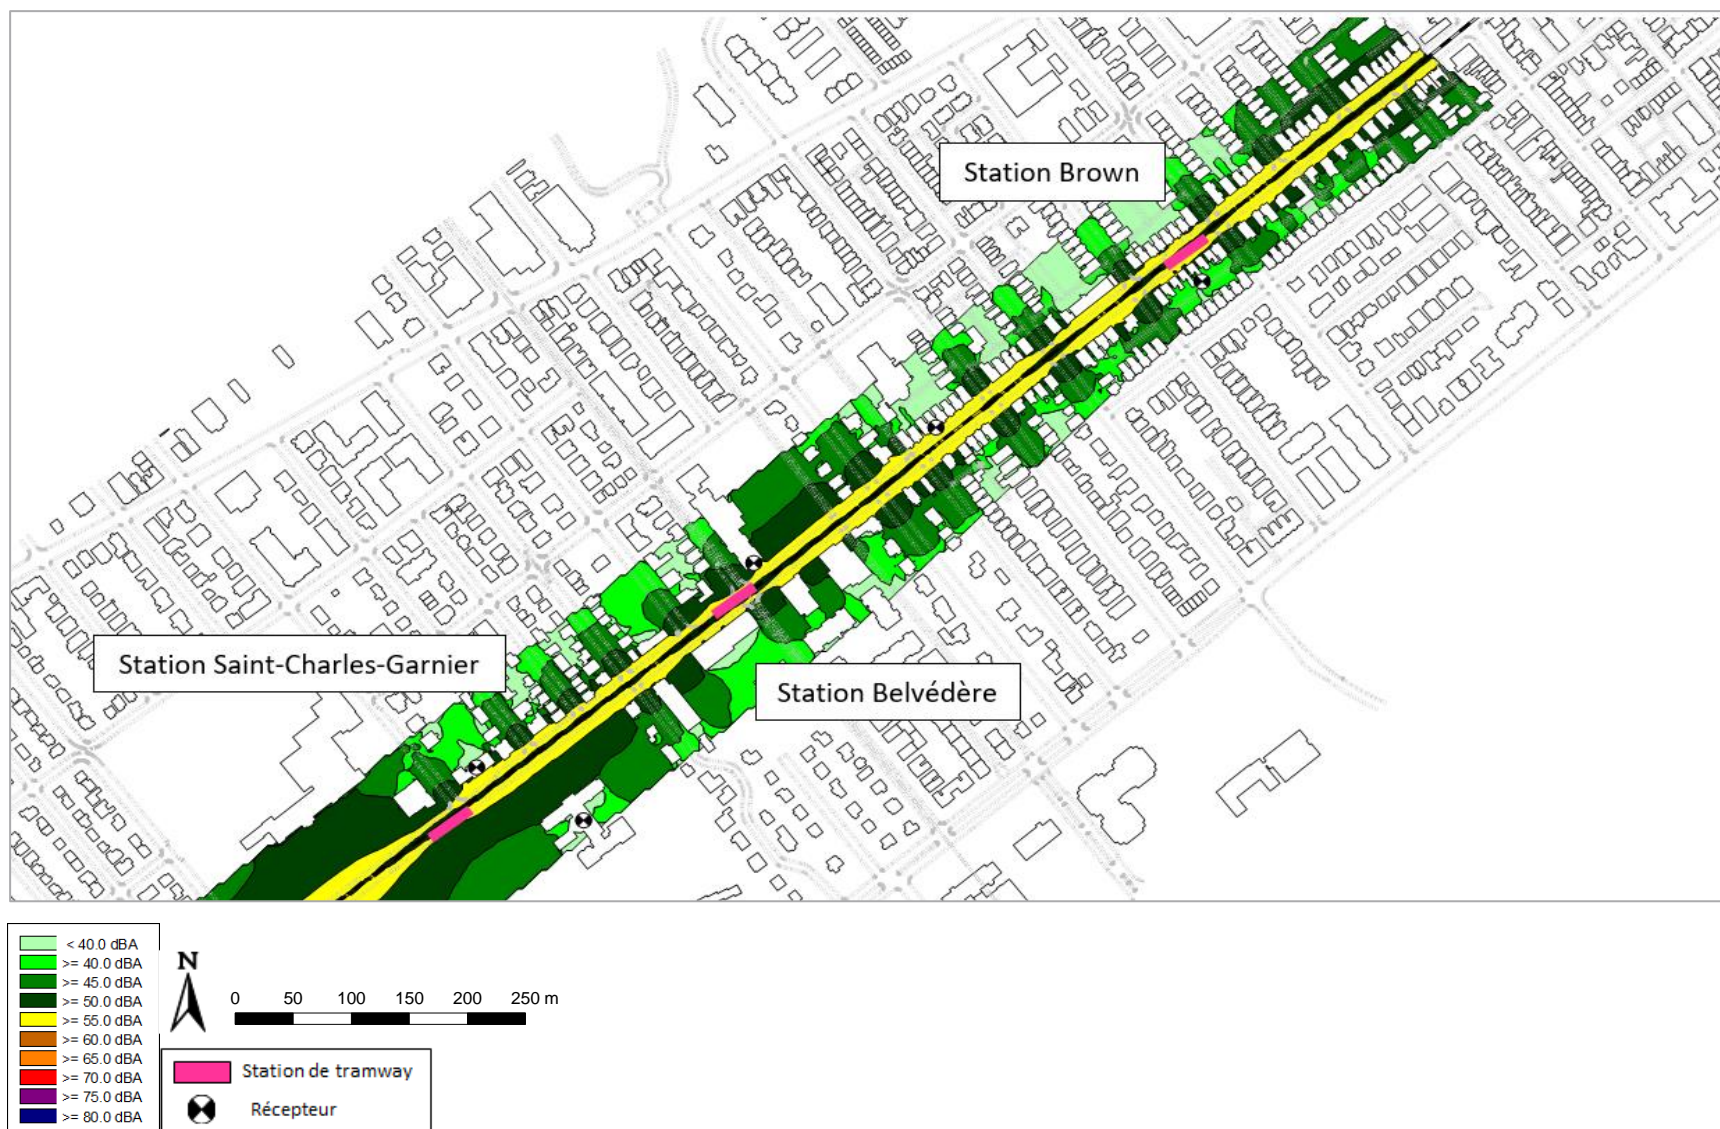 Station Brown
Station Saint-Charles-Garnier
Station Belvédère
< 40.0 dBA
>= 40.0 dBA
>= 45.0 dBA
>= 50.0 dBA
>= 55.0 dBA
>= 60.0 dBA
>= 65.0 dBA
>= 70.0 dBA
>= 75.0 dBA
>= 80.0 dBA
N
0 50 100 150 200 250 m
Station de tramway
Récepteur